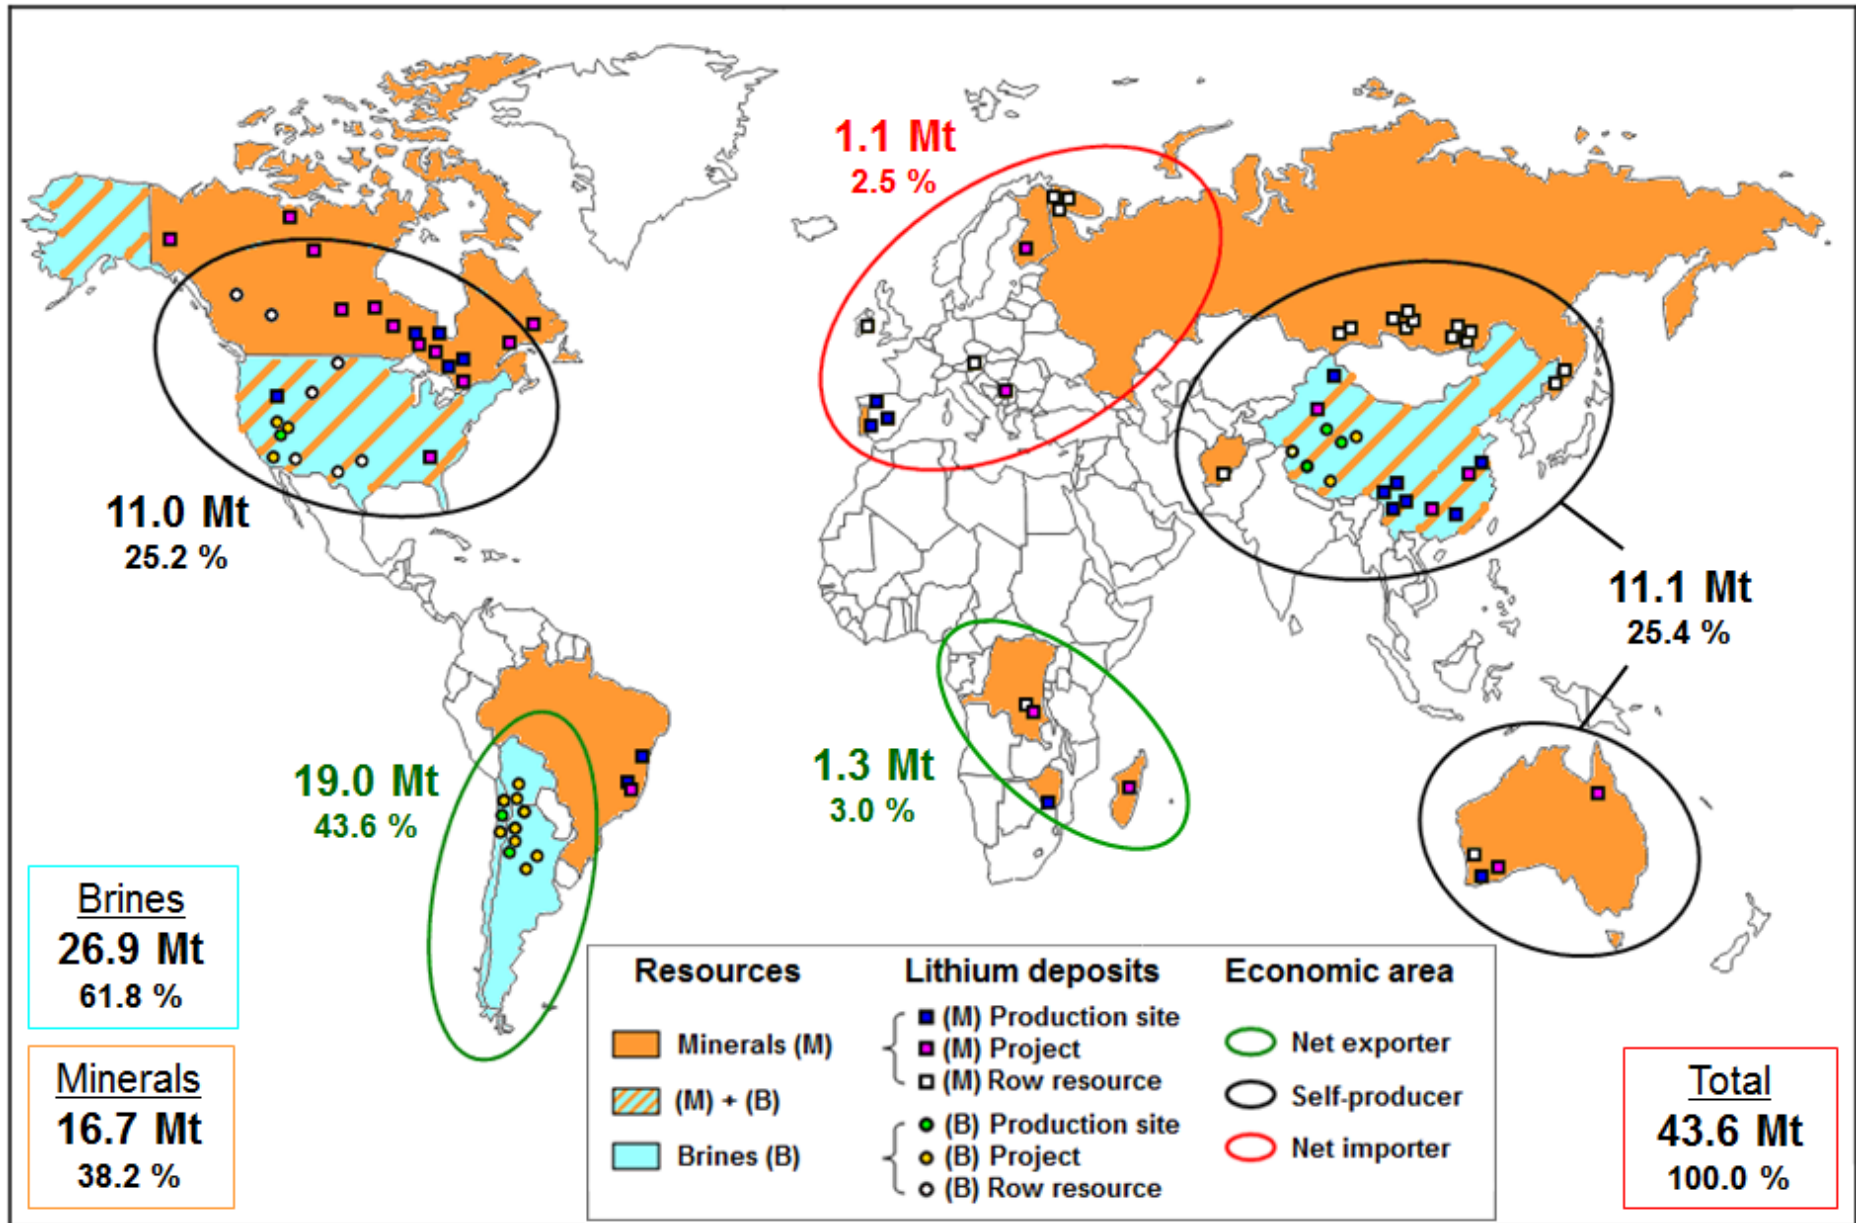 1.1 Mt
2.5 %
11.0 Mt
25.2 %
11.1 Mt
25.4 %
19.0 Mt
43.6 %
1.3 Mt
3.0 %
Brines
26.9 Mt
61.8 %
Minerals
16.7 Mt
38.2 %
Resources
Minerals (M)
(M) + (B)
Brines (B)
Lithium deposits
(M) Production site
(M) Project
(M) Row resource
(B) Production site
(B) Project
(B) Row resource
Economic area
Net exporter
Self-producer
Net importer
Total
43.6 Mt
100.0 %